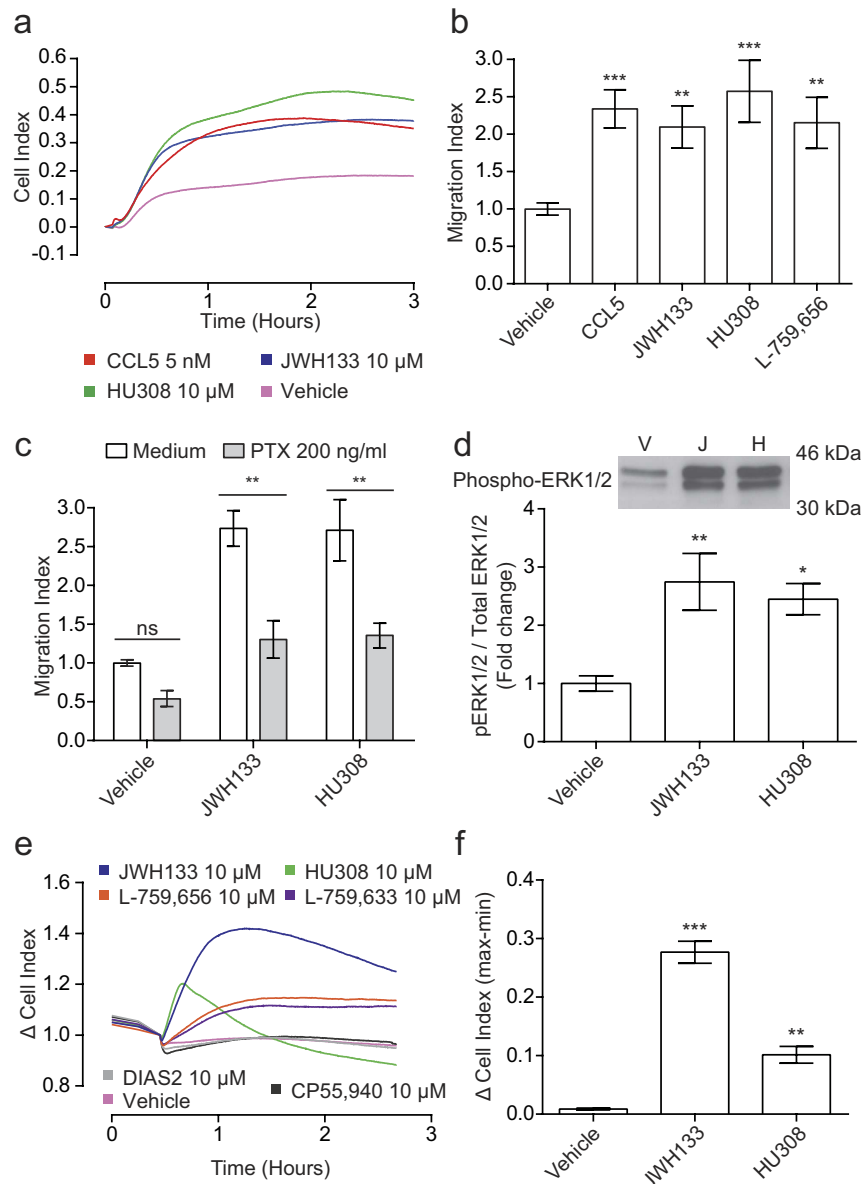 a
Cell Index
0.6
0.5
0.4
0.3
0.2
0.1
0.0
-0.1
0 1 2 3
Time (Hours)
CCL5 5 nM JWH133 10 µM
HU308 10 µM Vehicle
b
Migration Index
3.0
2.5
2.0
1.5
1.0
0.5
0.0
*** ** *** **
Vehicle CCL5 JWH133 HU308 L-759,656
c
Medium PTX 200 ng/ml
Migration Index
3.0
2.5
2.0
1.5
1.0
0.5
0.0
ns ** **
Vehicle JWH133 HU308
d
V J H
Phospho-ERK1/2
46 kDa
30 kDa
pERK1/2 / Total ERK1/2
(Fold change)
4
3
2
1
0
** *
Vehicle JWH133 HU308
e
JWH133 10 µM HU308 10 µM
L-759,656 10 µM L-759,633 10 µM
Δ Cell Index
1.6
1.4
1.2
1.0
0.8
DIAS2 10 µM
Vehicle CP55,940 10 µM
0 1 2 3
Time (Hours)
f
Δ Cell Index (max-min)
0.4
0.3
0.2
0.1
0.0
*** **
Vehicle JWH133 HU308